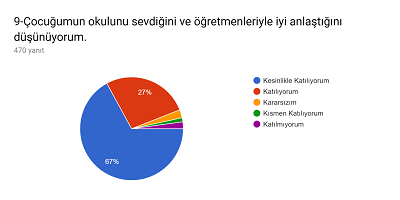 9-Çocuğumun okulunu sevdiğini ve öğretmenleriyle iyi anlaştığını
düşünüyorum.
470 yanıt
27%
67%
Kesinlikle Katılıyorum
Katılıyorum
Kararsızım
Kısmen Katılıyorum
Katılmıyorum